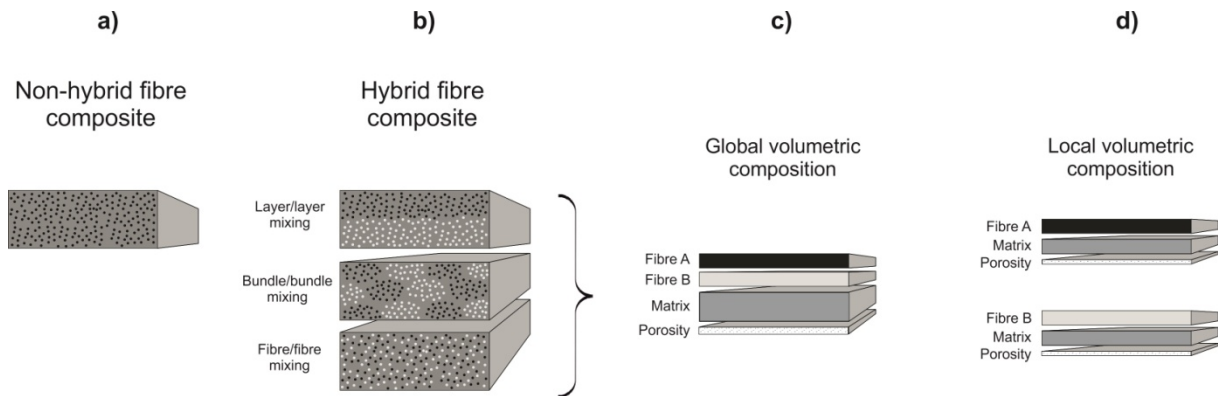 a)
Non-hybrid fibre
composite
b)
Hybrid fibre
composite
Layer/layer
mixing
Bundle/bundle
mixing
Fibre/fibre
mixing
c)
Global volumetric
composition
Fibre A
Fibre B
Matrix
Porosity
d)
Local volumetric
composition
Fibre A
Matrix
Porosity
Fibre B
Matrix
Porosity